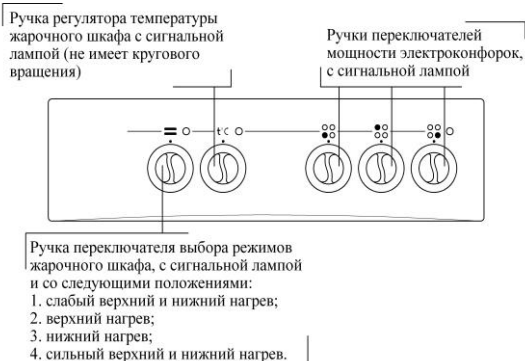 Ручка регулятора температуры
жарочного шкафа с сигнальной
лампой (не имеет кругового
вращения)
Ручки переключателей
мощности электроконфорок,
с сигнальной лампой
t°C
Ручка переключателя выбора режимов
жарочного шкафа, с сигнальной лампой
и со следующими положениями:
1. слабый верхний и нижний нагрев;
2. верхний нагрев;
3. нижний нагрев;
4. сильный верхний и нижний нагрев.